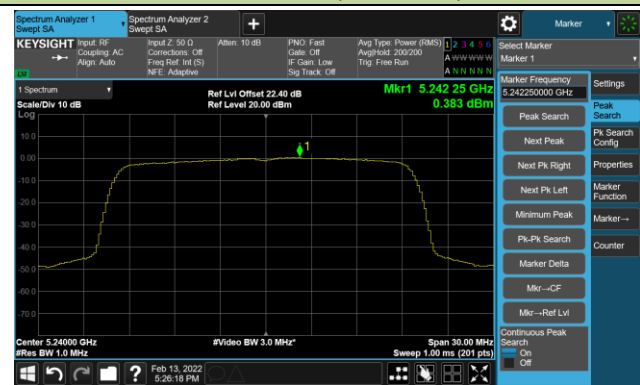 Spectrum Analyzer 1
Swept SA
Spectrum Analyzer 2
Swept SA
+
Marker
KEYSIGHT
Input: RF
Coupling: AC
Align: Auto
Input Z: 50 Ω
Corrections: Off
Freq Ref: Int (S)
NFE: Adaptive
Atten: 10 dB
PNO: Fast
Gate: Off
IF Gain: Low
Sig Track: Off
Avg Type: Power (RMS)
Avg|Hold: 200/200
Trig: Free Run
1 2 3 4 5 6
A W W W W W
A N N N N N
LXI
Select Marker
Marker 1
1 Spectrum
Scale/Div 10 dB
Log
Ref Lvl Offset 22.40 dB
Ref Level 20.00 dBm
Mkr1 5.242 25 GHz
0.383 dBm
10.0
0.00
-10.0
-20.0
-30.0
-40.0
-50.0
-60.0
-70.0
1
Center 5.24000 GHz
#Res BW 1.0 MHz
#Video BW 3.0 MHz*
Span 30.00 MHz
Sweep 1.00 ms (201 pts)
Marker Frequency
5.242250000 GHz
Peak Search
Next Peak
Next Pk Right
Next Pk Left
Minimum Peak
Pk-Pk Search
Marker Delta
Mkr→CF
Mkr→Ref Lvl
Continuous Peak
Search
On
Off
Settings
Peak
Search
Pk Search
Config
Properties
Marker
Function
Marker→
Counter
?
Feb 13, 2022
5:26:18 PM